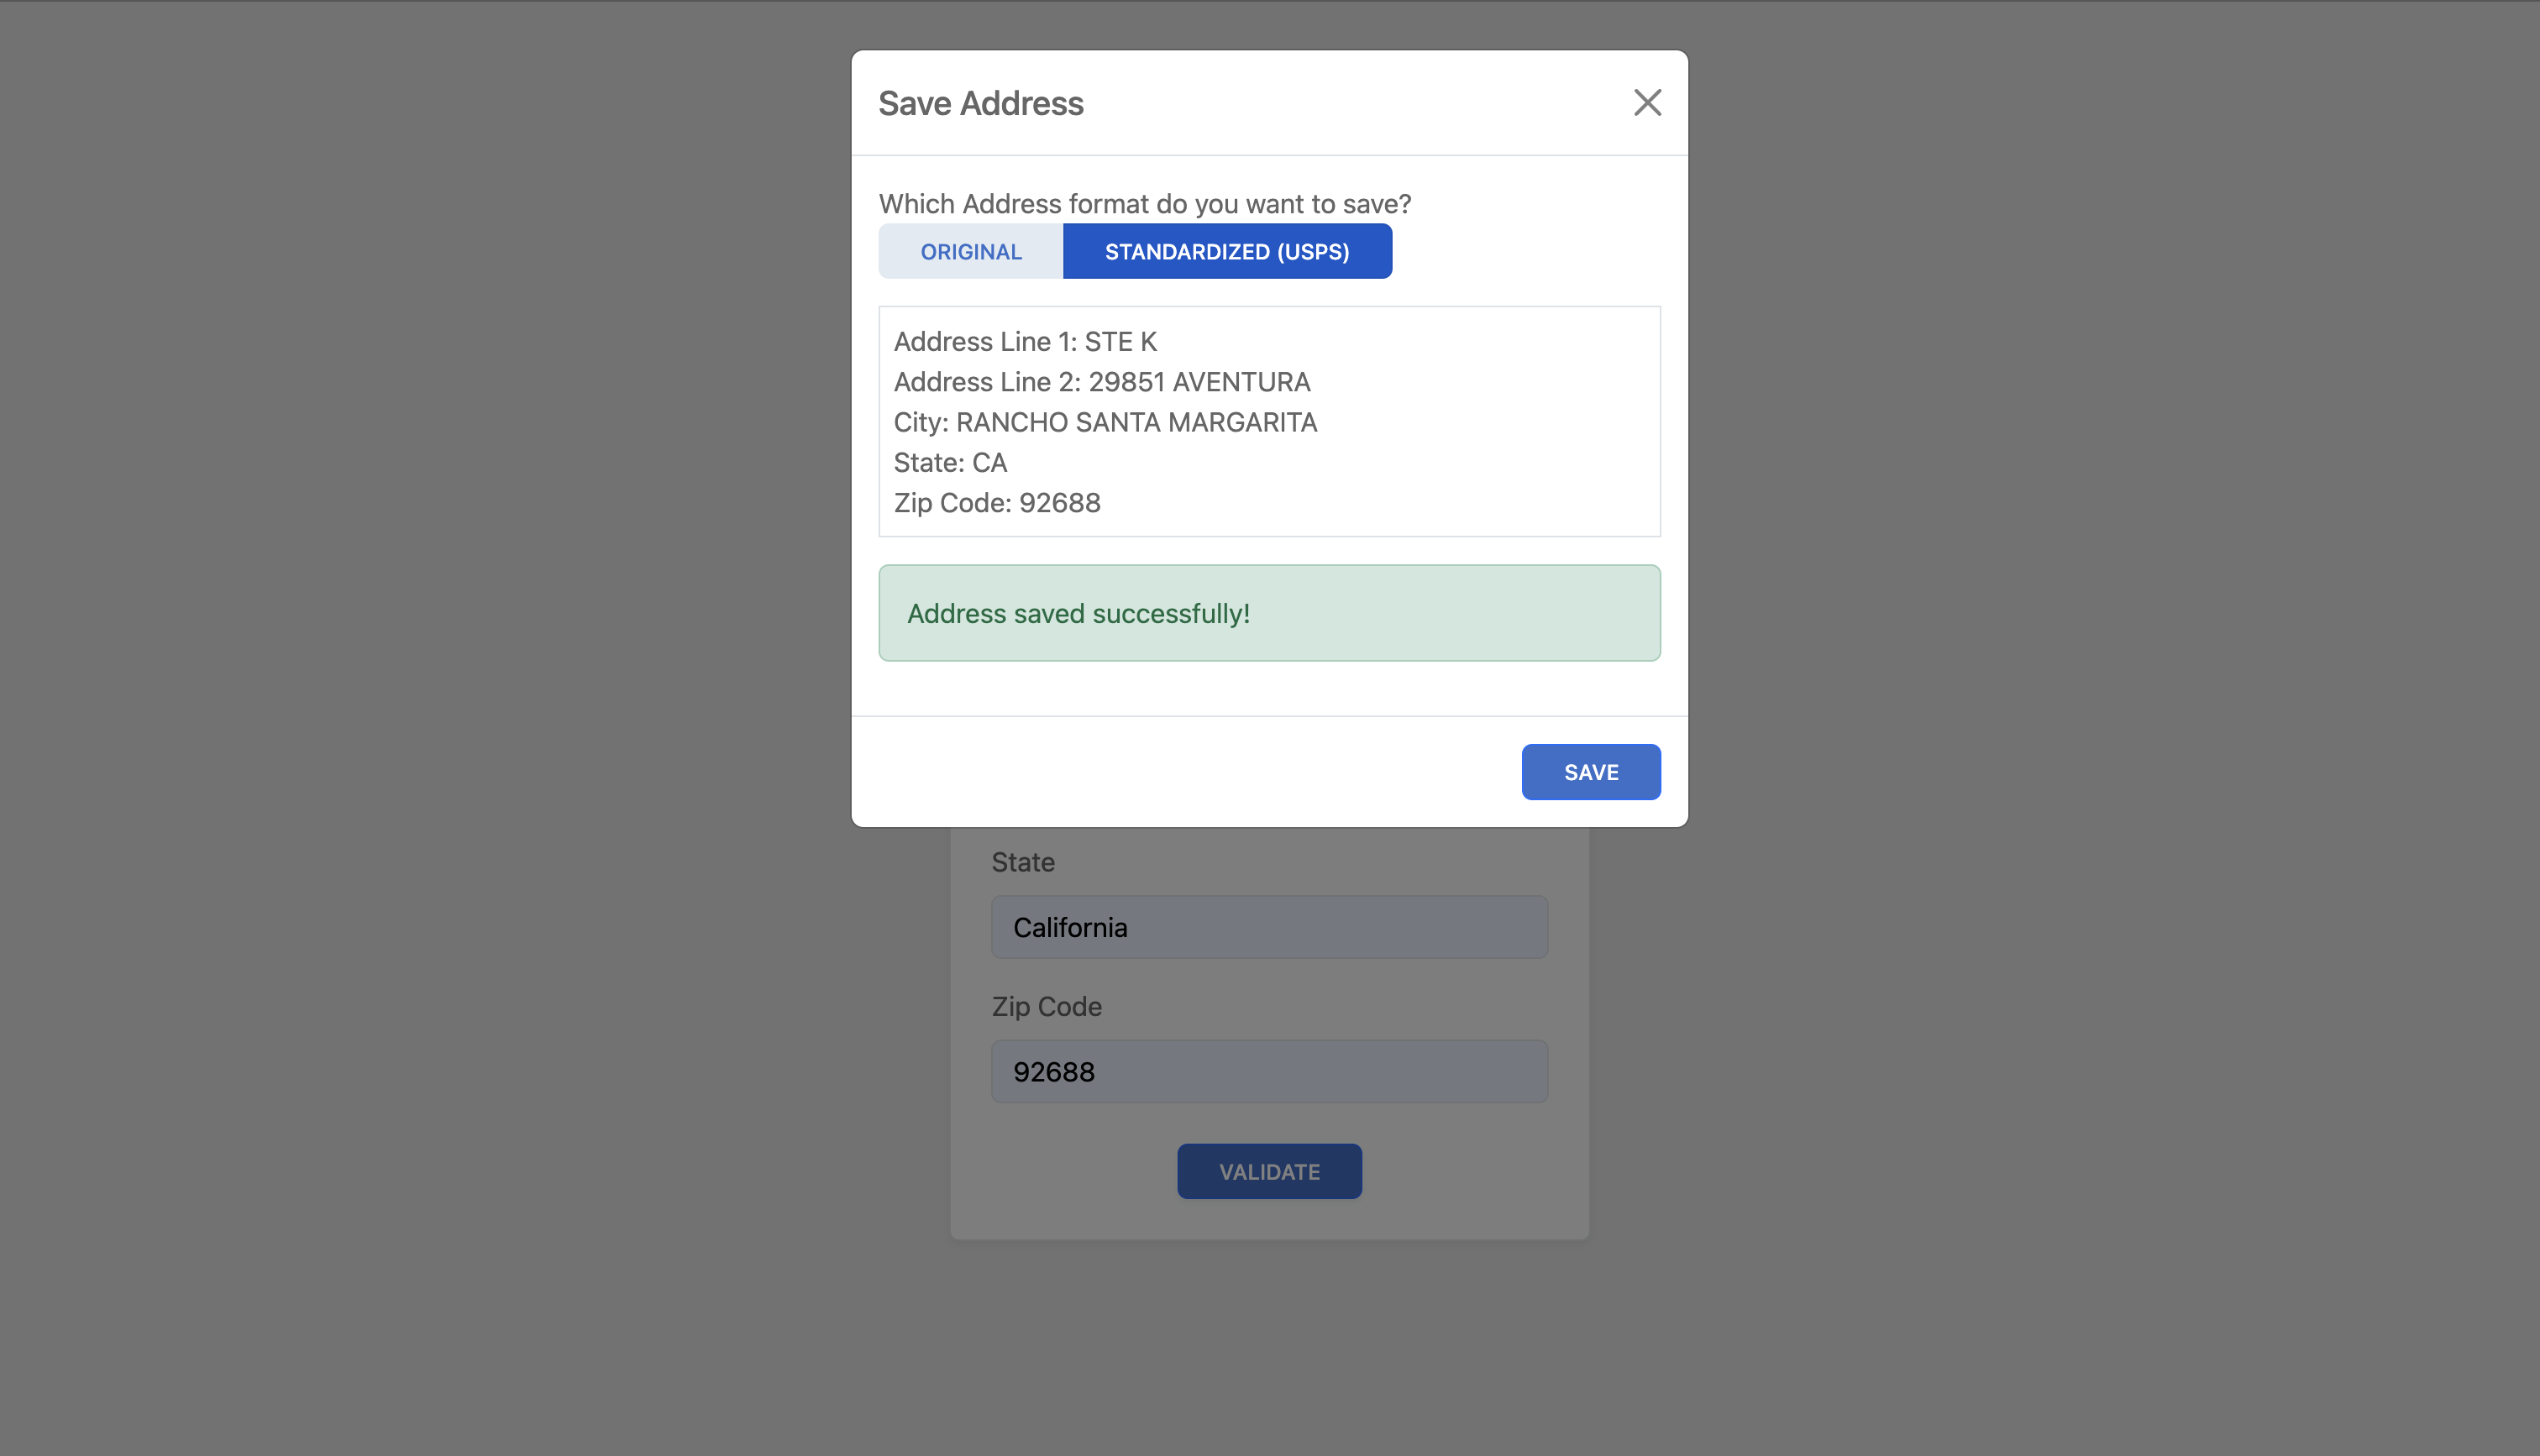 Save Address
Which Address format do you want to save?
ORIGINAL STANDARDIZED (USPS)
Address Line 1: STE K
Address Line 2: 29851 AVENTURA
City: RANCHO SANTA MARGARITA
State: CA
Zip Code: 92688
Address saved successfully!
SAVE
State
California
Zip Code
92688
VALIDATE